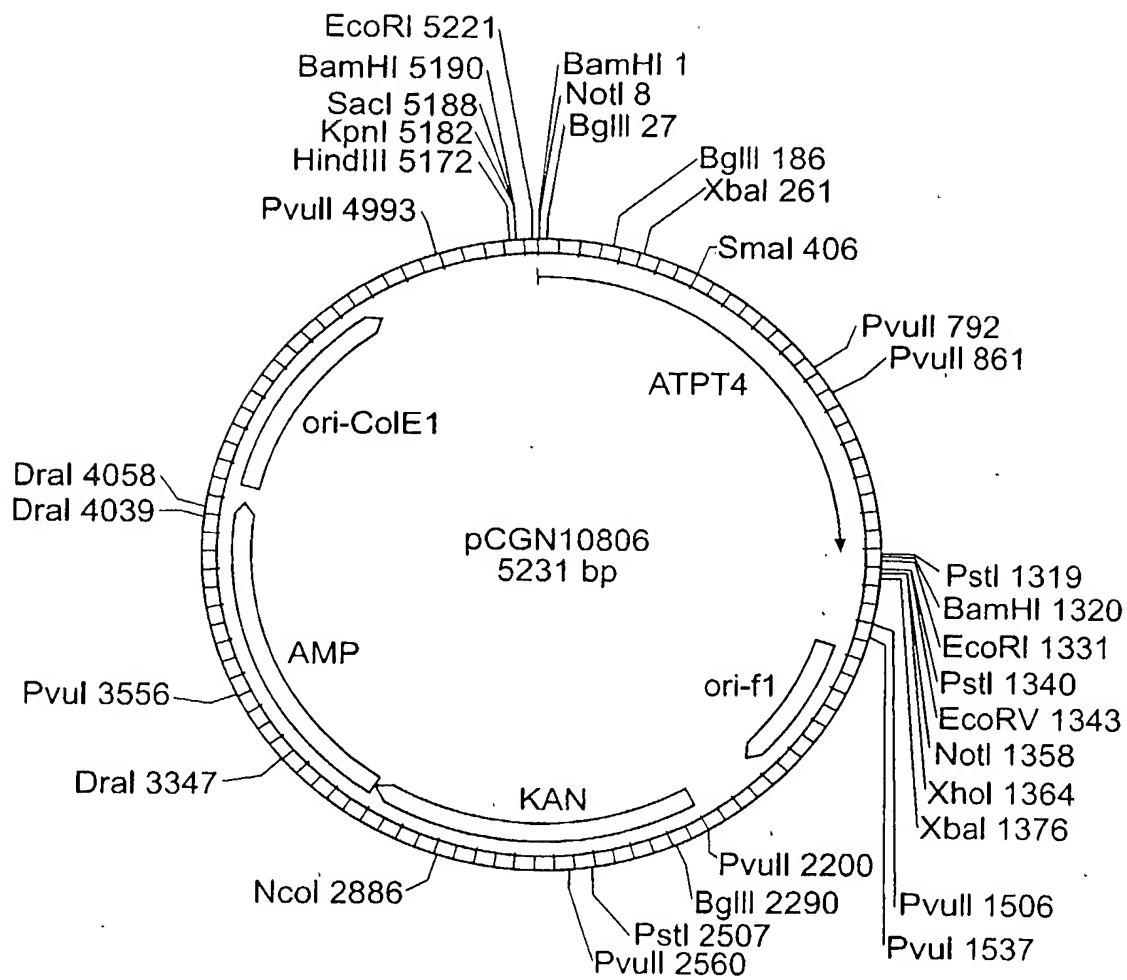 EcoRI 5221
BamHI 5190
SacI 5188
KpnI 5182
HindIII 5172
PvuII 4993
BamHI 1
NotI 8
BglII 27
BglII 186
XbaI 261
SmaI 406
PvuII 792
PvuII 861
ATPT4
ori-ColE1
DraI 4058
DraI 4039
pCGN10806
5231 bp
PstI 1319
BamHI 1320
EcoRI 1331
PstI 1340
EcoRV 1343
NotI 1358
XhoI 1364
XbaI 1376
AMP
ori-f1
PvuI 3556
DraI 3347
KAN
NcoI 2886
PvuII 2200
BglII 2290
PstI 2507
PvuII 2560
PvuII 1506
PvuI 1537